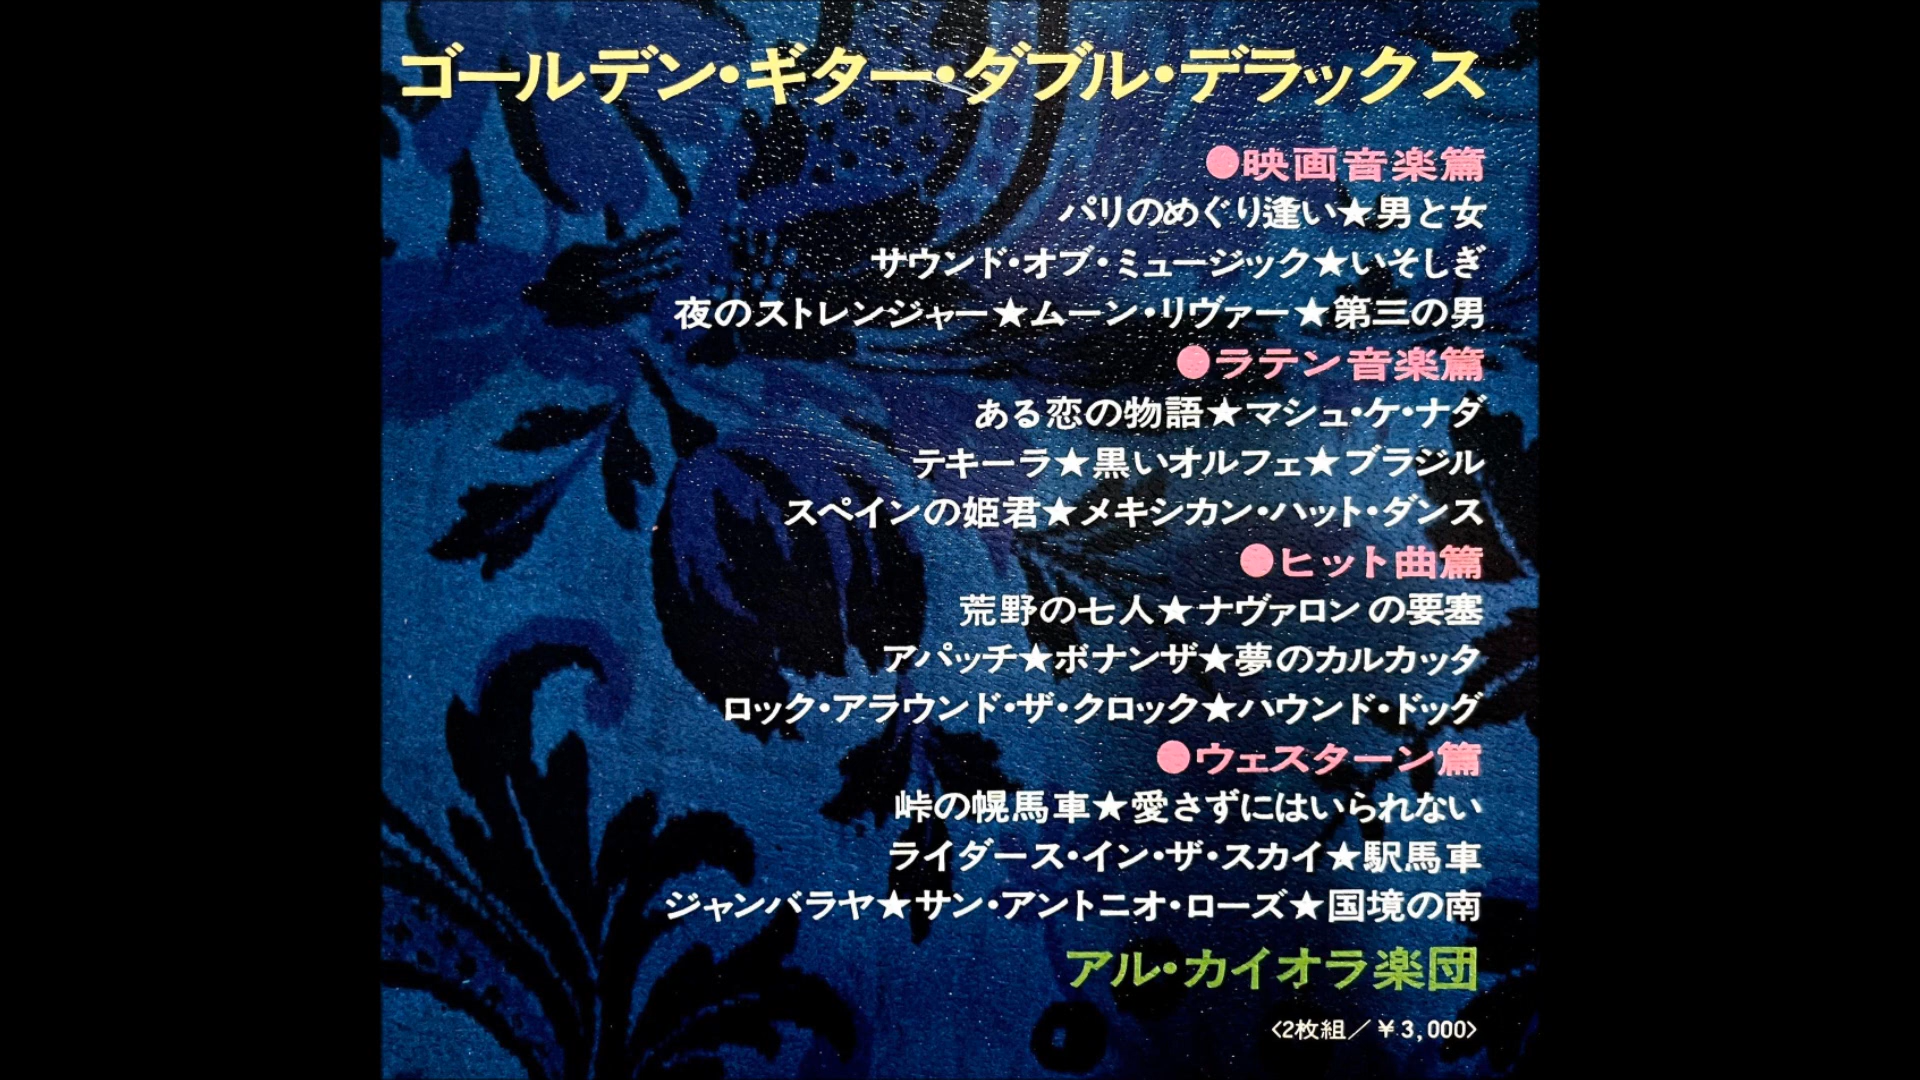 ゴールデン・ギター・ダブル・デラックス
●映画音楽篇
パリのめぐり逢い★男と女
サウンド・オブ・ミュージック★いそしぎ
夜のストレンジャー★ムーン・リヴァー★第三の男
●ラテン音楽篇
ある恋の物語★マシュ・ケ・ナダ
テキーラ★黒いオルフェ★ブラジル
スペインの姫君★メキシカン・ハット・ダンス
●ヒット曲篇
荒野の七人★ナヴァロンの要塞
アパッチ★ボナンザ★夢のカルカッタ
ロック・アラウンド・ザ・クロック★ハウンド・ドッグ
●ウェスターン篇
峠の幌馬車★愛さずにはいられない
ライダース・イン・ザ・スカイ★駅馬車
ジャンバラヤ★サン・アントニオ・ローズ★国境の南
アル・カイオラ楽団
<2枚組／￥3,000>